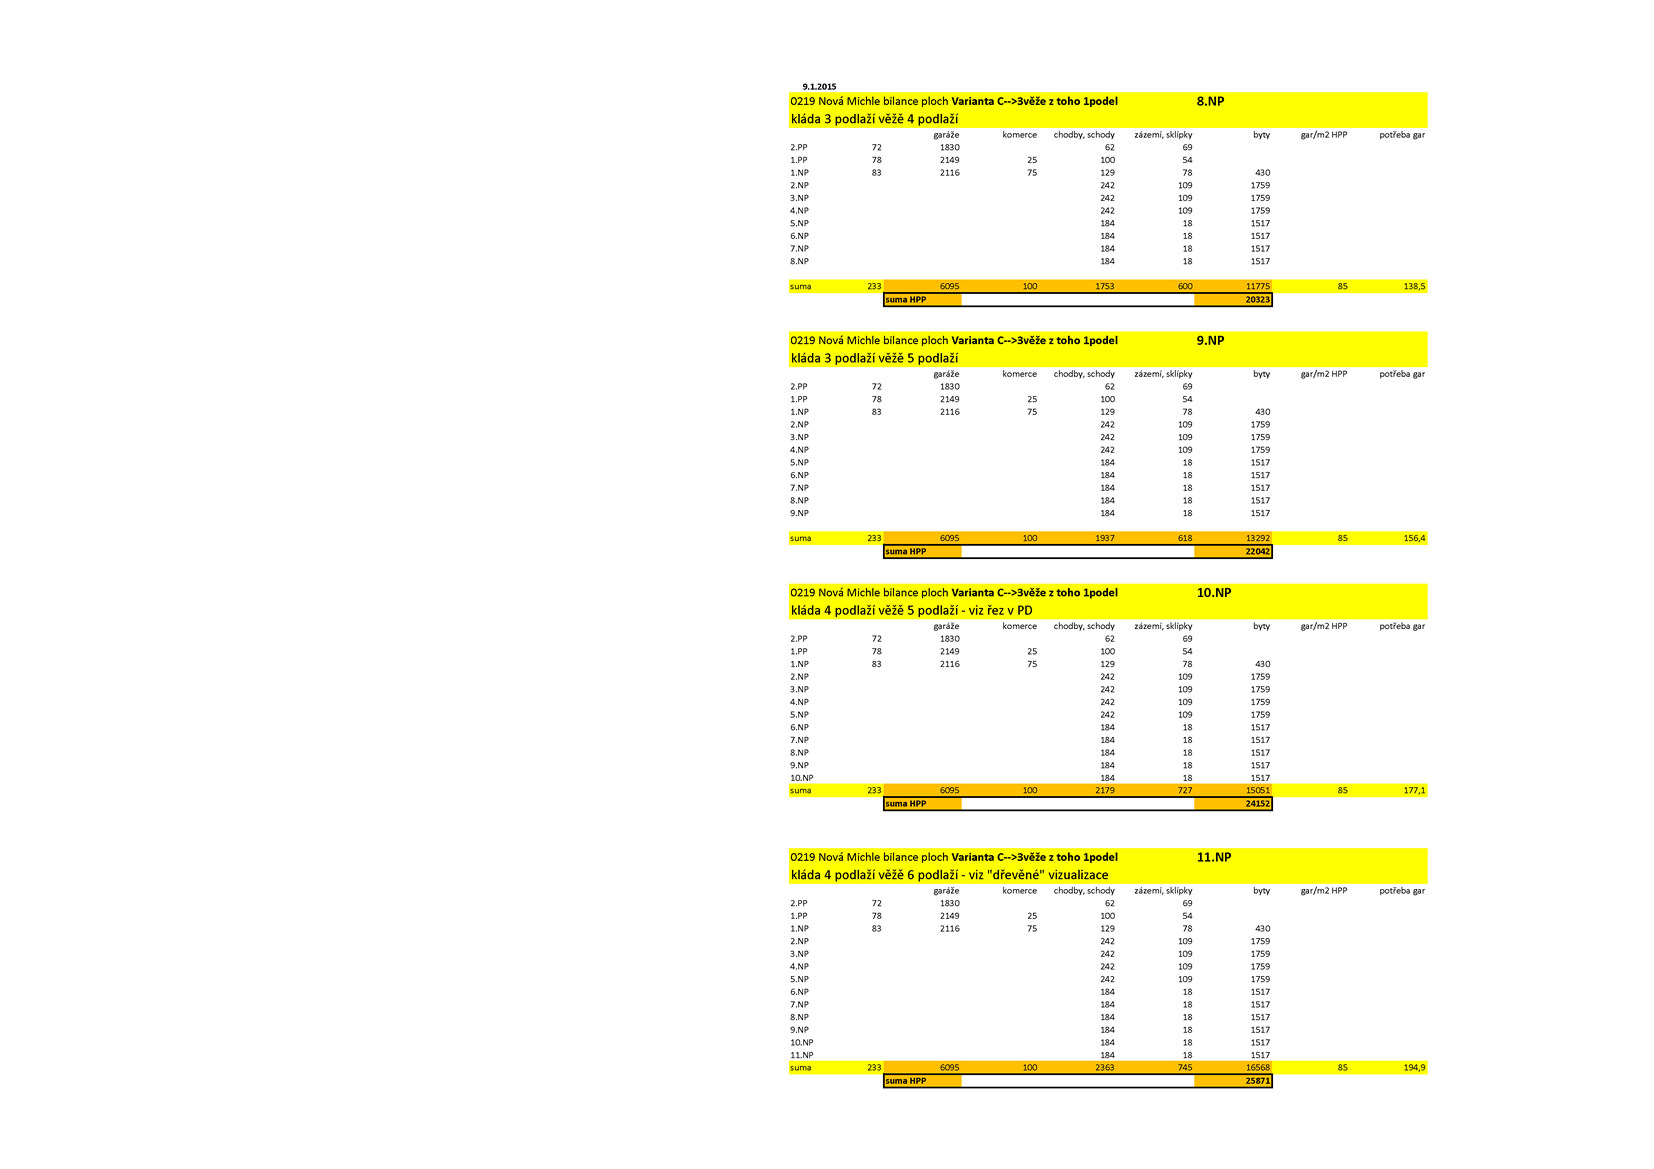 9.1.2015
0219 Nová Michle bilance ploch Varianta C-->3věže z toho 1podel 8.NP
kláda 3 podlaží věžě 4 podlaží
garáže komerce chodby, schody zázemí, sklípky byty gar/m2 HPP potřeba gar
2.PP 72 1830 62 69
1.PP 78 2149 25 100 54
1.NP 83 2116 75 129 78 430
2.NP 242 109 1759
3.NP 242 109 1759
4.NP 242 109 1759
5.NP 184 18 1517
6.NP 184 18 1517
7.NP 184 18 1517
8.NP 184 18 1517
suma 233 6095 100 1753 600 11775 85 138,5
suma HPP 20323
0219 Nová Michle bilance ploch Varianta C-->3věže z toho 1podel 9.NP
kláda 3 podlaží věžě 5 podlaží
garáže komerce chodby, schody zázemí, sklípky byty gar/m2 HPP potřeba gar
2.PP 72 1830 62 69
1.PP 78 2149 25 100 54
1.NP 83 2116 75 129 78 430
2.NP 242 109 1759
3.NP 242 109 1759
4.NP 242 109 1759
5.NP 184 18 1517
6.NP 184 18 1517
7.NP 184 18 1517
8.NP 184 18 1517
9.NP 184 18 1517
suma 233 6095 100 1937 618 13292 85 156,4
suma HPP 22042
0219 Nová Michle bilance ploch Varianta C-->3věže z toho 1podel 10.NP
kláda 4 podlaží věžě 5 podlaží - viz řez v PD
garáže komerce chodby, schody zázemí, sklípky byty gar/m2 HPP potřeba gar
2.PP 72 1830 62 69
1.PP 78 2149 25 100 54
1.NP 83 2116 75 129 78 430
2.NP 242 109 1759
3.NP 242 109 1759
4.NP 242 109 1759
5.NP 242 109 1759
6.NP 184 18 1517
7.NP 184 18 1517
8.NP 184 18 1517
9.NP 184 18 1517
10.NP 184 18 1517
suma 233 6095 100 2179 727 15051 85 177,1
suma HPP 24152
0219 Nová Michle bilance ploch Varianta C-->3věže z toho 1podel 11.NP
kláda 4 podlaží věžě 6 podlaží - viz "dřevěné" vizualizace
garáže komerce chodby, schody zázemí, sklípky byty gar/m2 HPP potřeba gar
2.PP 72 1830 62 69
1.PP 78 2149 25 100 54
1.NP 83 2116 75 129 78 430
2.NP 242 109 1759
3.NP 242 109 1759
4.NP 242 109 1759
5.NP 242 109 1759
6.NP 184 18 1517
7.NP 184 18 1517
8.NP 184 18 1517
9.NP 184 18 1517
10.NP 184 18 1517
11.NP 184 18 1517
suma 233 6095 100 2363 745 16568 85 194,9
suma HPP 25871